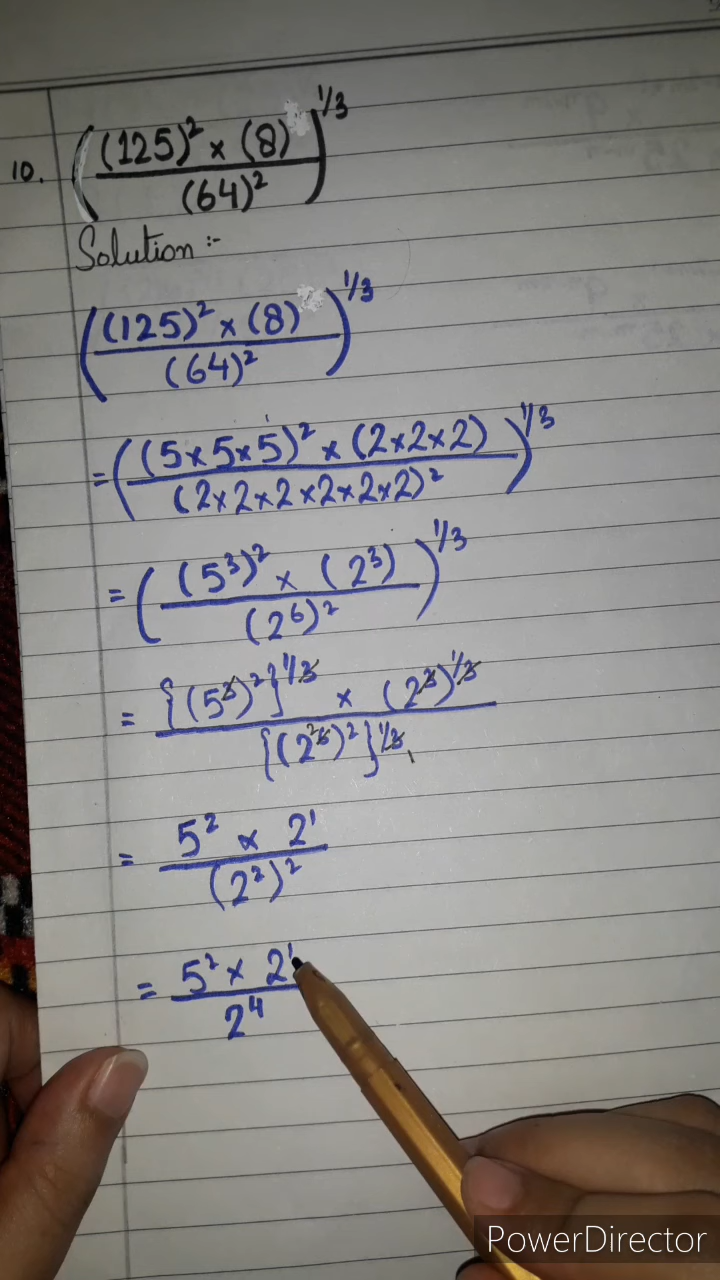 10. ((125)² × (8) / (64)²)^1/3
Solution :-
((125)² × (8) / (64)²)^1/3
= ((5×5×5)² × (2×2×2) / (2×2×2×2×2×2)²)^1/3
= ((5³)² × (2³) / (2⁶)²)^1/3
= {(5³)²}^1/3 × (2³)^1/3 / {(2⁶)²}^1/3
= 5² × 2¹ / (2²)²
= 5² × 2¹ / 2⁴
PowerDirector